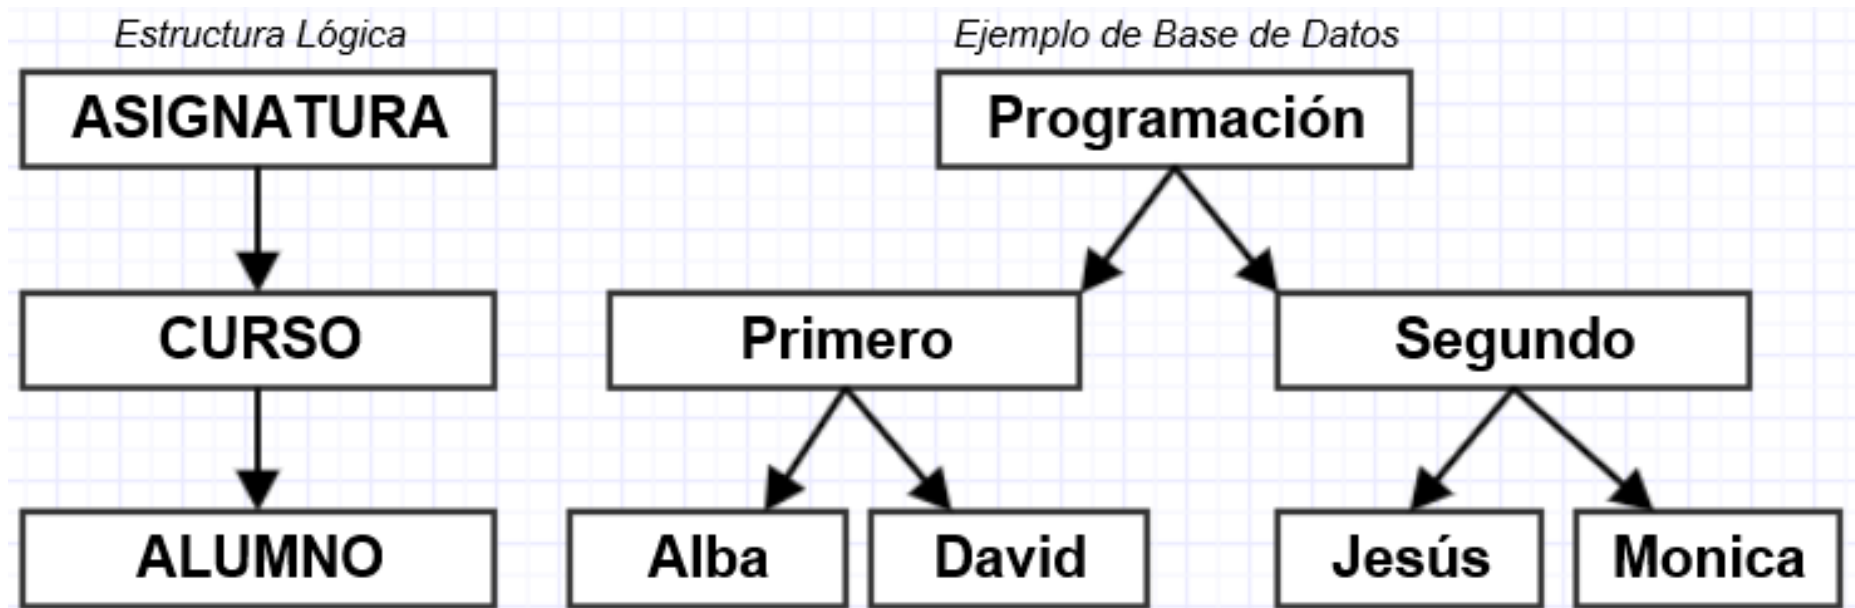 Estructura Lógica
Ejemplo de Base de Datos
ASIGNATURA
Programación
CURSO
Primero
Segundo
ALUMNO
Alba
David
Jesús
Monica